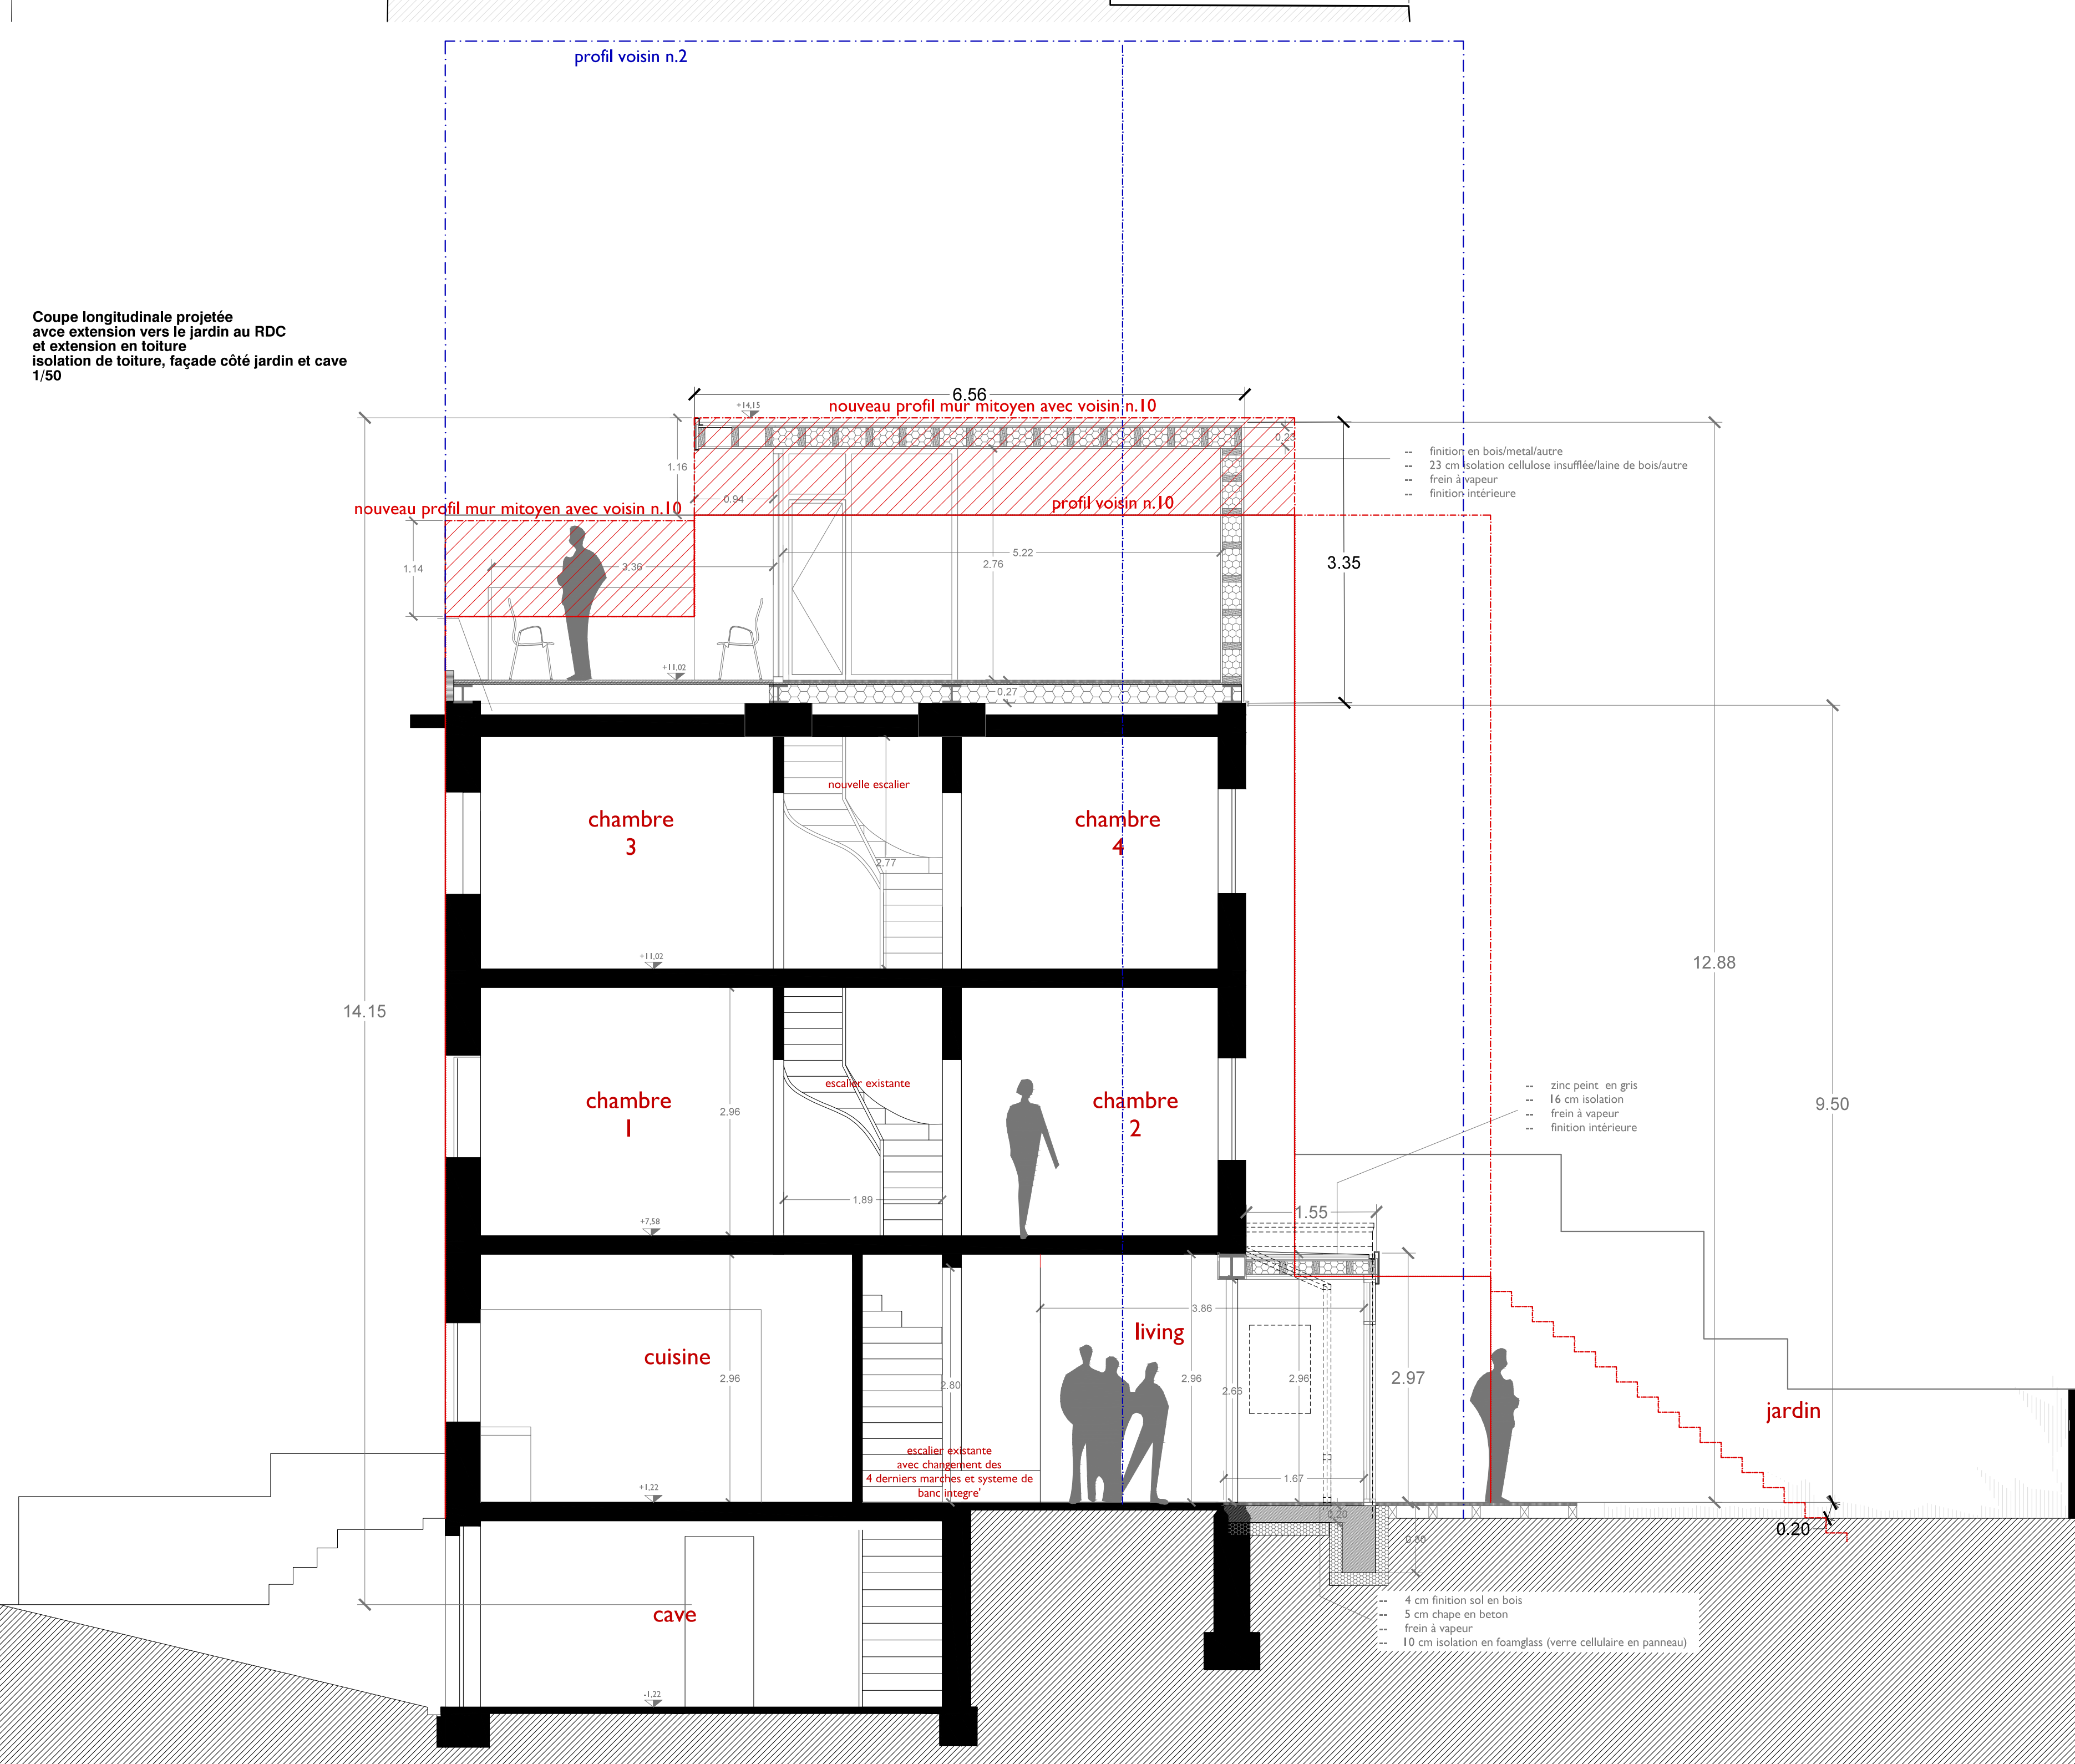 profil voisin n.2
Coupe longitudinale projetée
avce extension vers le jardin au RDC
et extension en toiture
isolation de toiture, façade côté jardin et cave
1/50
6.56
+14,15
nouveau profil mur mitoyen avec voisin n.10
0.23
1.16
-- finition en bois/metal/autre
-- 23 cm isolation cellulose insufflée/laine de bois/autre
-- frein à vapeur
-- finition intérieure
0.94
nouveau profil mur mitoyen avec voisin n.10
profil voisin n.10
1.14
3.36
5.22
2.76
3.35
+11,02
0.27
nouvelle escalier
chambre
3
chambre
4
2.77
+11,02
12.88
14.15
chambre
1
2.96
escalier existante
chambre
2
-- zinc peint en gris
-- 16 cm isolation
-- frein à vapeur
-- finition intérieure
9.50
1.89
+7,58
1.55
3.86
living
cuisine
2.96
2.80
2.96
2.66
2.96
2.97
jardin
escalier existante
avec changement des
4 derniers marches et systeme de
banc integre'
1.67
+1,22
0.20
0.20
0.80
cave
-- 4 cm finition sol en bois
-- 5 cm chape en beton
-- frein à vapeur
-- 10 cm isolation en foamglass (verre cellulaire en panneau)
-1,22